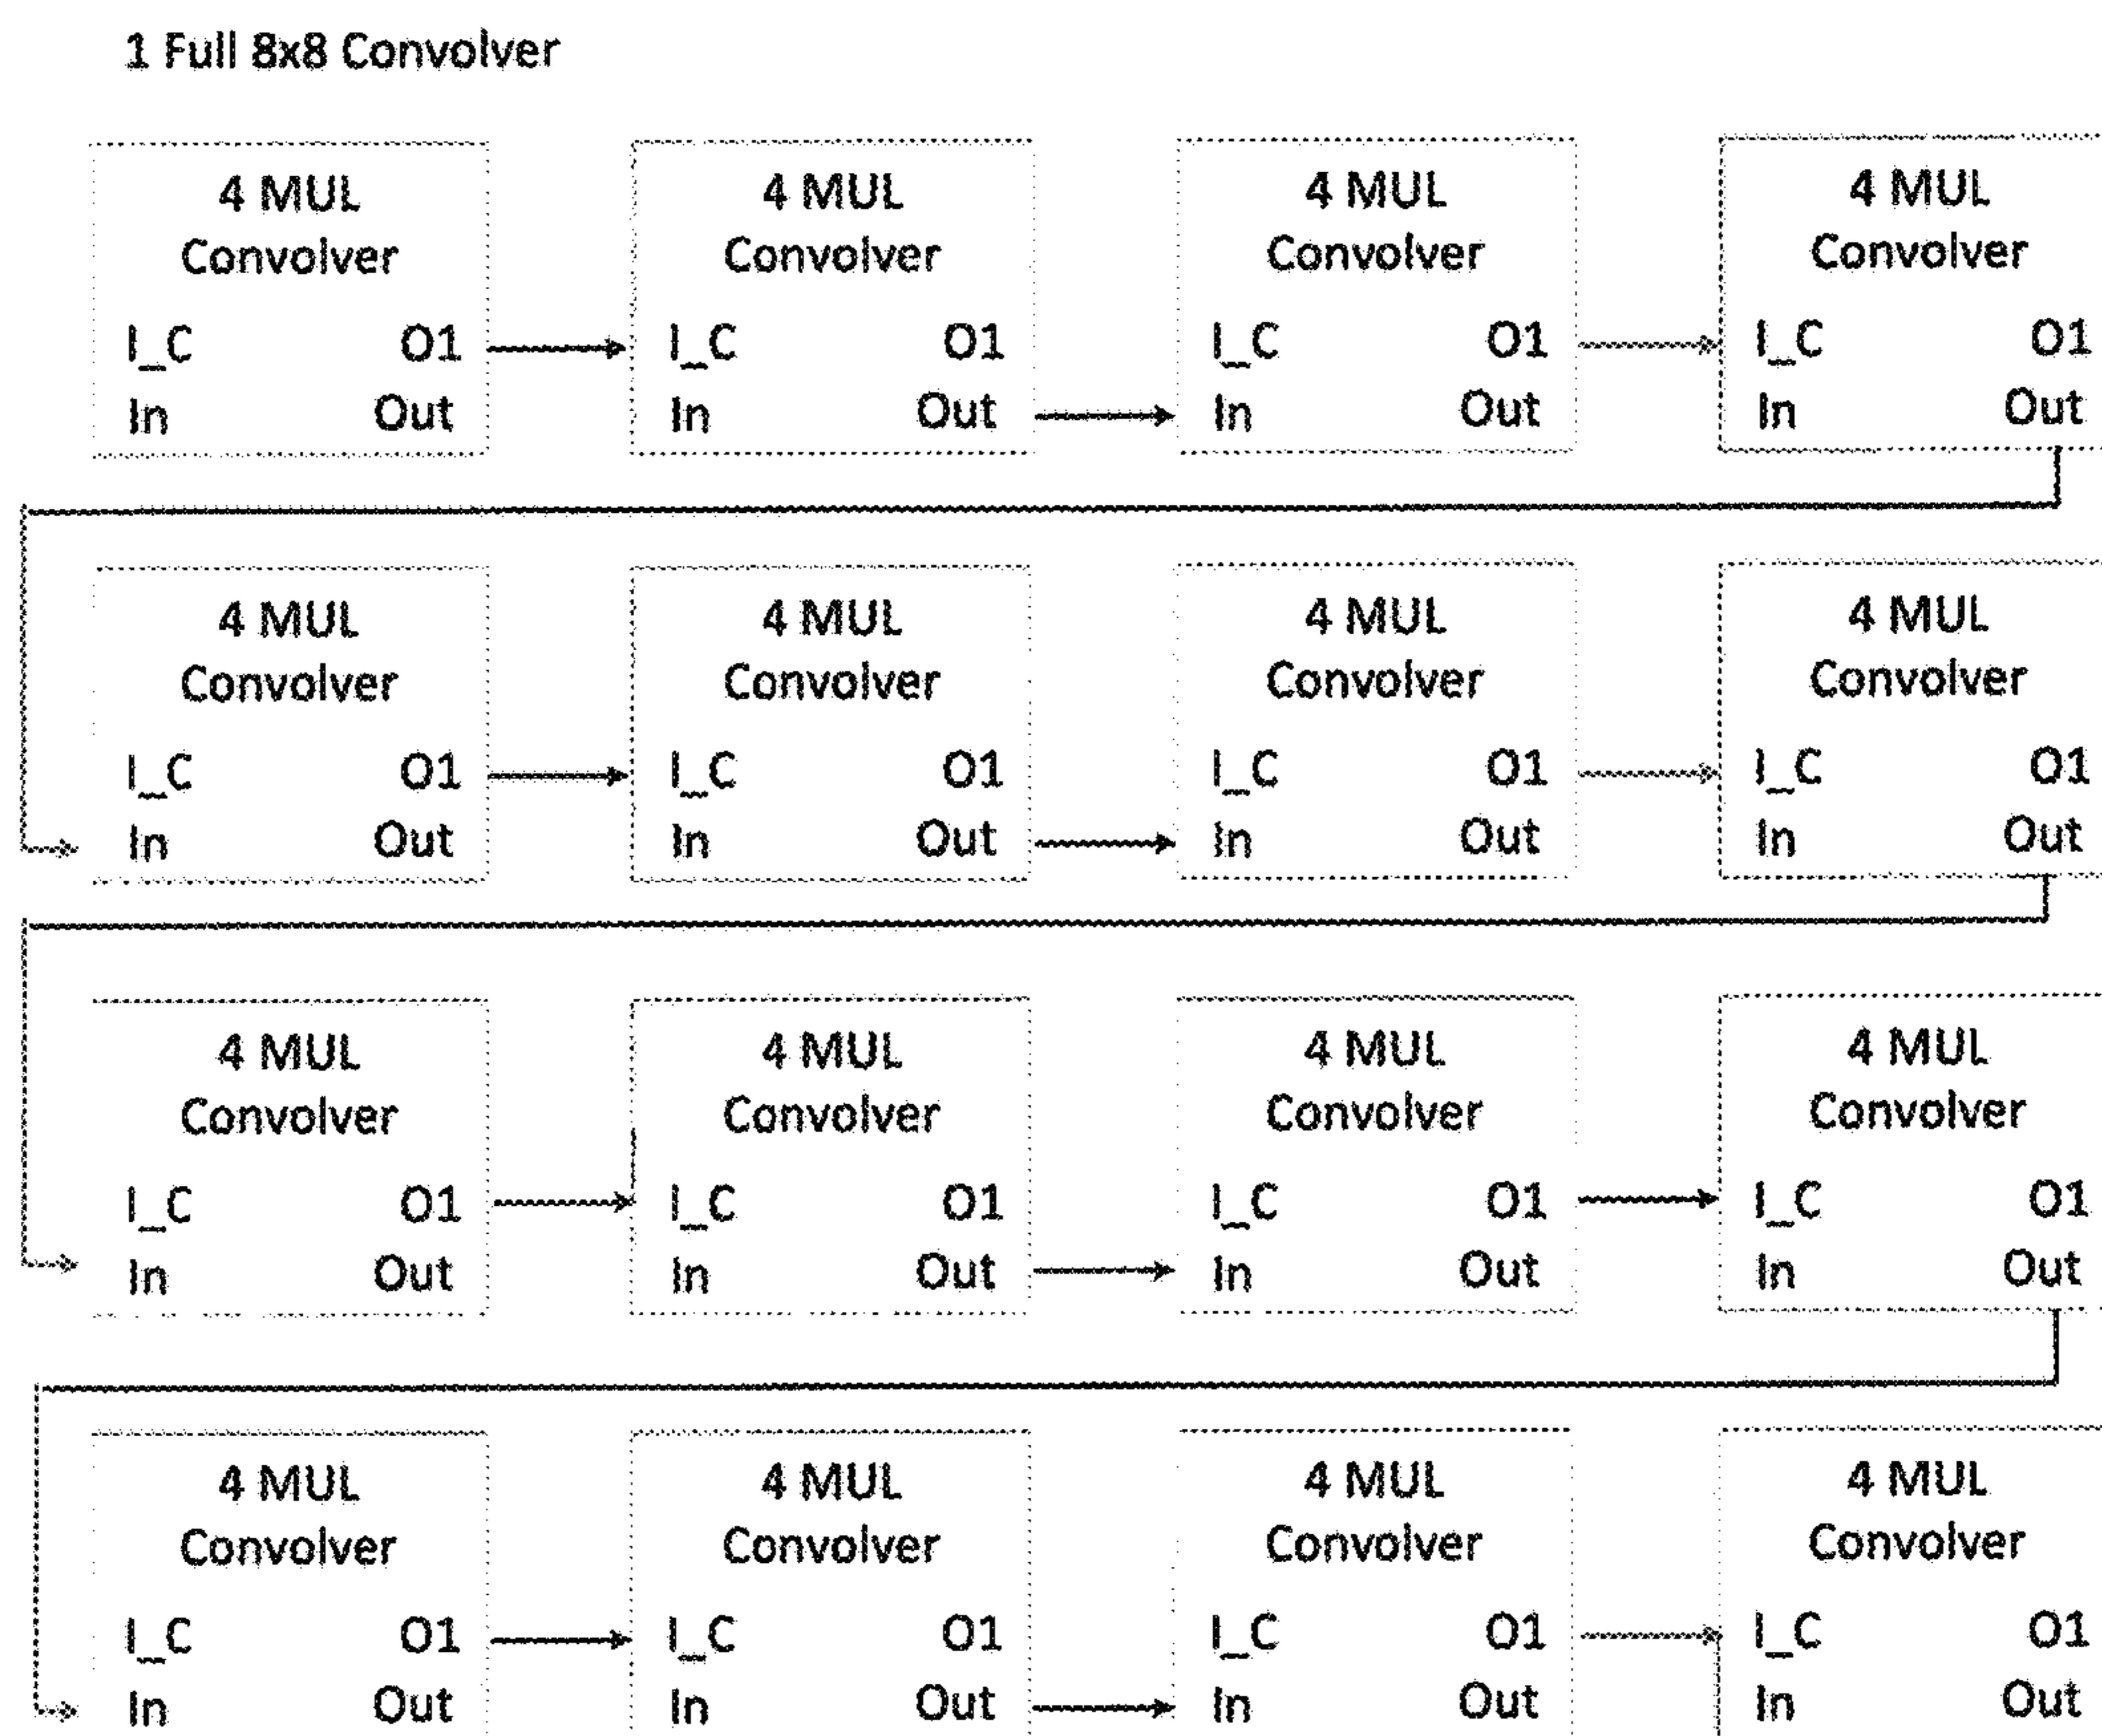 1 Full 8x8 Convolver
4 MUL 4 MUL 4 MUL 4 MUL
Convolver Convolver Convolver Convolver
I_C O1 I_C O1 I_C O1 I_C O1
In Out In Out In Out In Out
4 MUL 4 MUL 4 MUL 4 MUL
Convolver Convolver Convolver Convolver
I_C O1 I_C O1 I_C O1 I_C O1
In Out In Out In Out In Out
4 MUL 4 MUL 4 MUL 4 MUL
Convolver Convolver Convolver Convolver
I_C O1 I_C O1 I_C O1 I_C O1
In Out In Out In Out In Out
4 MUL 4 MUL 4 MUL 4 MUL
Convolver Convolver Convolver Convolver
I_C O1 I_C O1 I_C O1 I_C O1
In Out In Out In Out In Out